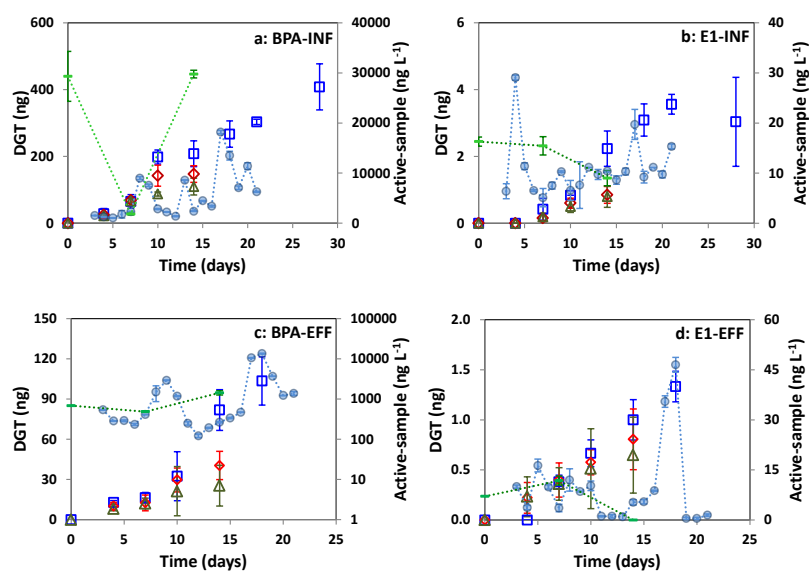 a: BPA-INF
DGT (ng)
600
400
200
0
40000
30000
20000
10000
0
Active-sample (ng L⁻¹)
0 5 10 15 20 25 30
Time (days)
b: E1-INF
DGT (ng)
6
4
2
0
40
30
20
10
0
Active-sample (ng L⁻¹)
0 5 10 15 20 25 30
Time (days)
c: BPA-EFF
DGT (ng)
150
120
90
60
30
0
100000
10000
1000
100
10
1
Active-sample (ng L⁻¹)
0 5 10 15 20 25
Time (days)
d: E1-EFF
DGT (ng)
2.0
1.5
1.0
0.5
0.0
60
45
30
15
0
Active-sample (ng L⁻¹)
0 5 10 15 20 25
Time (days)